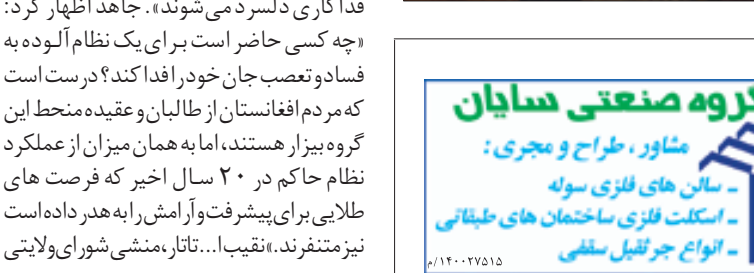 فداکاری دلسرد می‌شوند». جاهد اظهار کرد:
«چه کسی حاضر است برای یک نظام آلوده به
فساد و تعصب جان خود را فدا کند؟ درست است
که مردم افغانستان از طالبان و عقیده منحط این
گروه بیزار هستند، اما به همان میزان از عملکرد
نظام حاکم در ۲۰ سال اخیر که فرصت های
طلایی برای پیشرفت و آرامش را به هدر داده است
نیز متنفرند.» نقیب‌ا... تاتار، منشی شورای ولایتی
گروه صنعتی سایان
مشاور ، طراح و مجری :
ـ سالن های فلزی سوله
ـ اسکلت فلزی ساختمان های طبقاتی
ـ انواع جرثقیل سقفی
۱۴۰۰۲۷۵۱۵/م